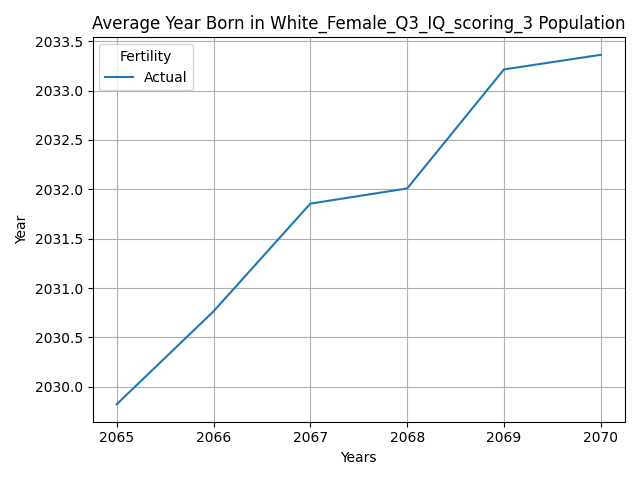 Average Year Born in White_Female_Q3_IQ_scoring_3 Population
Fertility
Actual
2033.5
2033.0
2032.5
2032.0
2031.5
2031.0
2030.5
2030.0
Year
2065 2066 2067 2068 2069 2070
Years